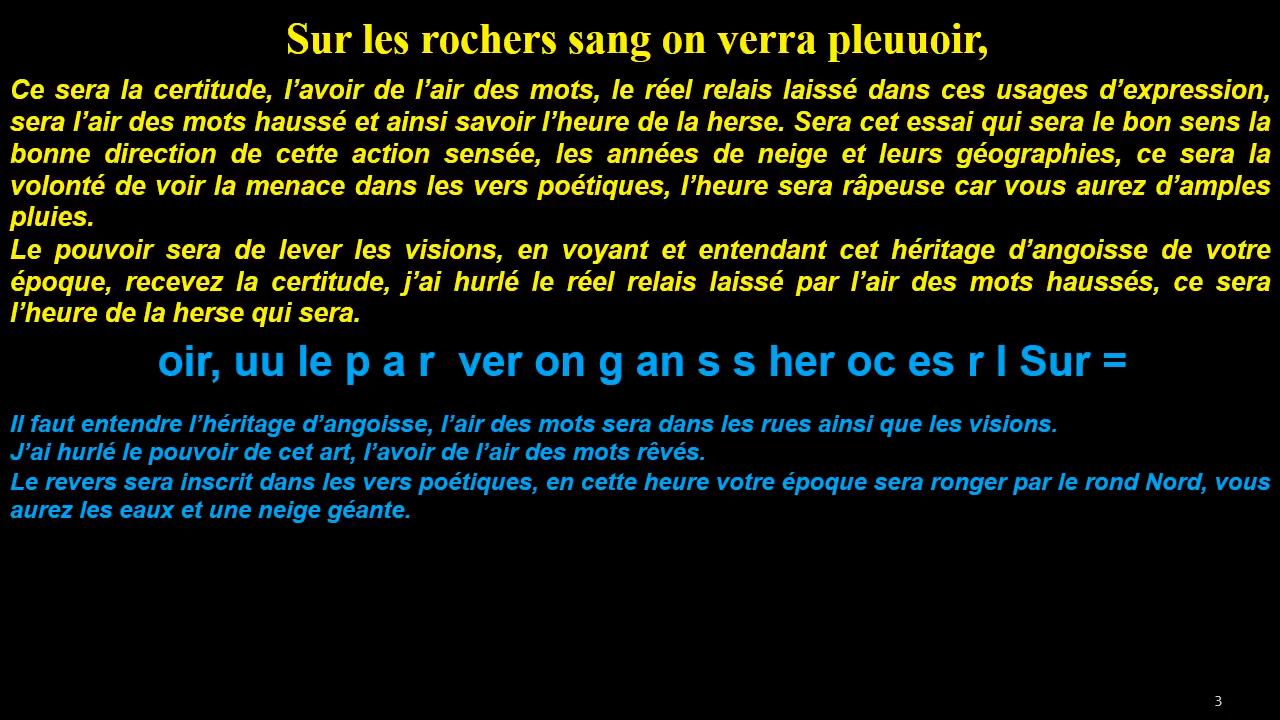 Sur les rochers sang on verra pleuuoir,
Ce sera la certitude, l’avoir de l’air des mots, le réel relais laissé dans ces usages d’expression,
sera l’air des mots haussé et ainsi savoir l’heure de la herse. Sera cet essai qui sera le bon sens la
bonne direction de cette action sensée, les années de neige et leurs géographies, ce sera la
volonté de voir la menace dans les vers poétiques, l’heure sera râpeuse car vous aurez d’amples
pluies.
Le pouvoir sera de lever les visions, en voyant et entendant cet héritage d’angoisse de votre
époque, recevez la certitude, j’ai hurlé le réel relais laissé par l’air des mots haussés, ce sera
l’heure de la herse qui sera.
oir, uu le p a r  ver on g an s s her oc es r l Sur =
Il faut entendre l’héritage d’angoisse, l’air des mots sera dans les rues ainsi que les visions.
J’ai hurlé le pouvoir de cet art, l’avoir de l’air des mots rêvés.
Le revers sera inscrit dans les vers poétiques, en cette heure votre époque sera ronger par le rond Nord, vous
aurez les eaux et une neige géante.
3